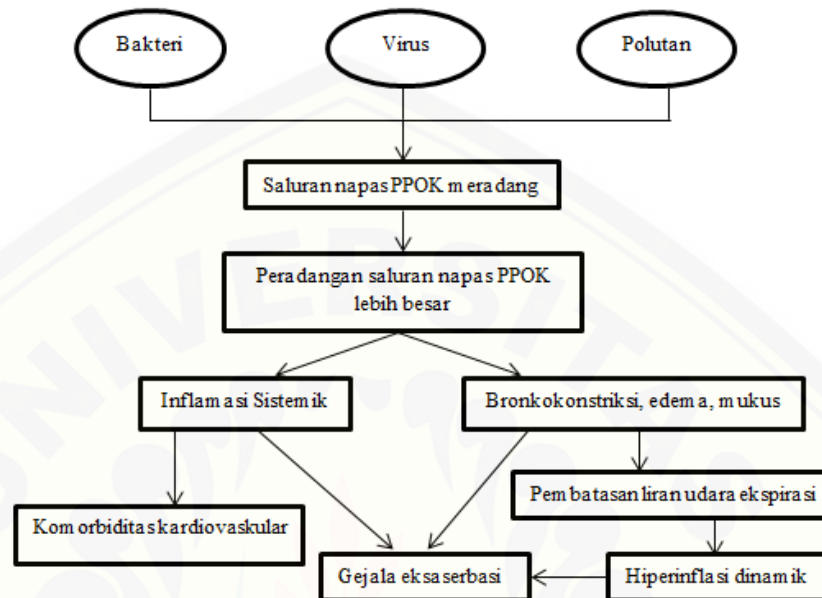 Bakteri
Virus
Polutan
Saluran napas PPOK meradang
Peradangan saluran napas PPOK
lebih besar
Inflamasi Sistemik
Bronkokonstriksi, edema, mukus
Pembatasan liran udara ekspirasi
Komorbiditas kardiovaskular
Gejala eksaserbasi
Hiperinflasi dinamik
UNIVERSITAS